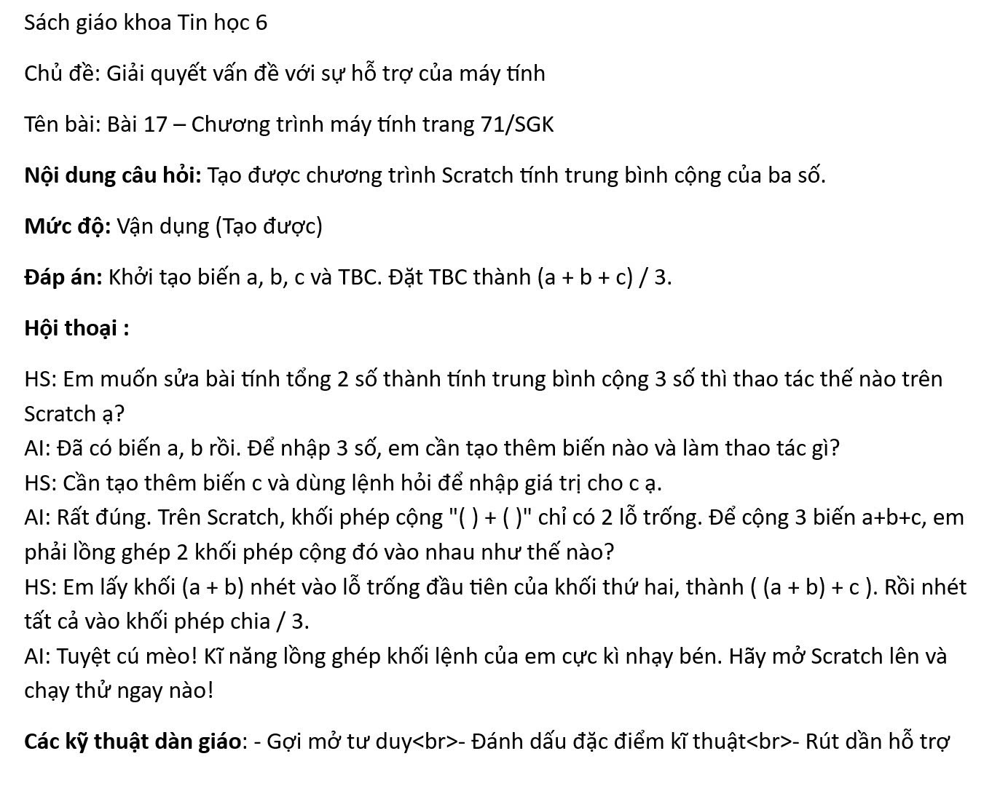 Sách giáo khoa Tin học 6
Chủ đề: Giải quyết vấn đề với sự hỗ trợ của máy tính
Tên bài: Bài 17 – Chương trình máy tính trang 71/SGK
Nội dung câu hỏi: Tạo được chương trình Scratch tính trung bình cộng của ba số.
Mức độ: Vận dụng (Tạo được)
Đáp án: Khởi tạo biến a, b, c và TBC. Đặt TBC thành (a + b + c) / 3.
Hội thoại :
HS: Em muốn sửa bài tính tổng 2 số thành tính trung bình cộng 3 số thì thao tác thế nào trên
Scratch ạ?
AI: Đã có biến a, b rồi. Để nhập 3 số, em cần tạo thêm biến nào và làm thao tác gì?
HS: Cần tạo thêm biến c và dùng lệnh hỏi để nhập giá trị cho c ạ.
AI: Rất đúng. Trên Scratch, khối phép cộng "( ) + ( )" chỉ có 2 lỗ trống. Để cộng 3 biến a+b+c, em
phải lồng ghép 2 khối phép cộng đó vào nhau như thế nào?
HS: Em lấy khối (a + b) nhét vào lỗ trống đầu tiên của khối thứ hai, thành ( (a + b) + c ). Rồi nhét
tất cả vào khối phép chia / 3.
AI: Tuyệt cú mèo! Kĩ năng lồng ghép khối lệnh của em cực kì nhạy bén. Hãy mở Scratch lên và
chạy thử ngay nào!
Các kỹ thuật dàn giáo: - Gợi mở tư duy<br>- Đánh dấu đặc điểm kĩ thuật<br>- Rút dần hỗ trợ